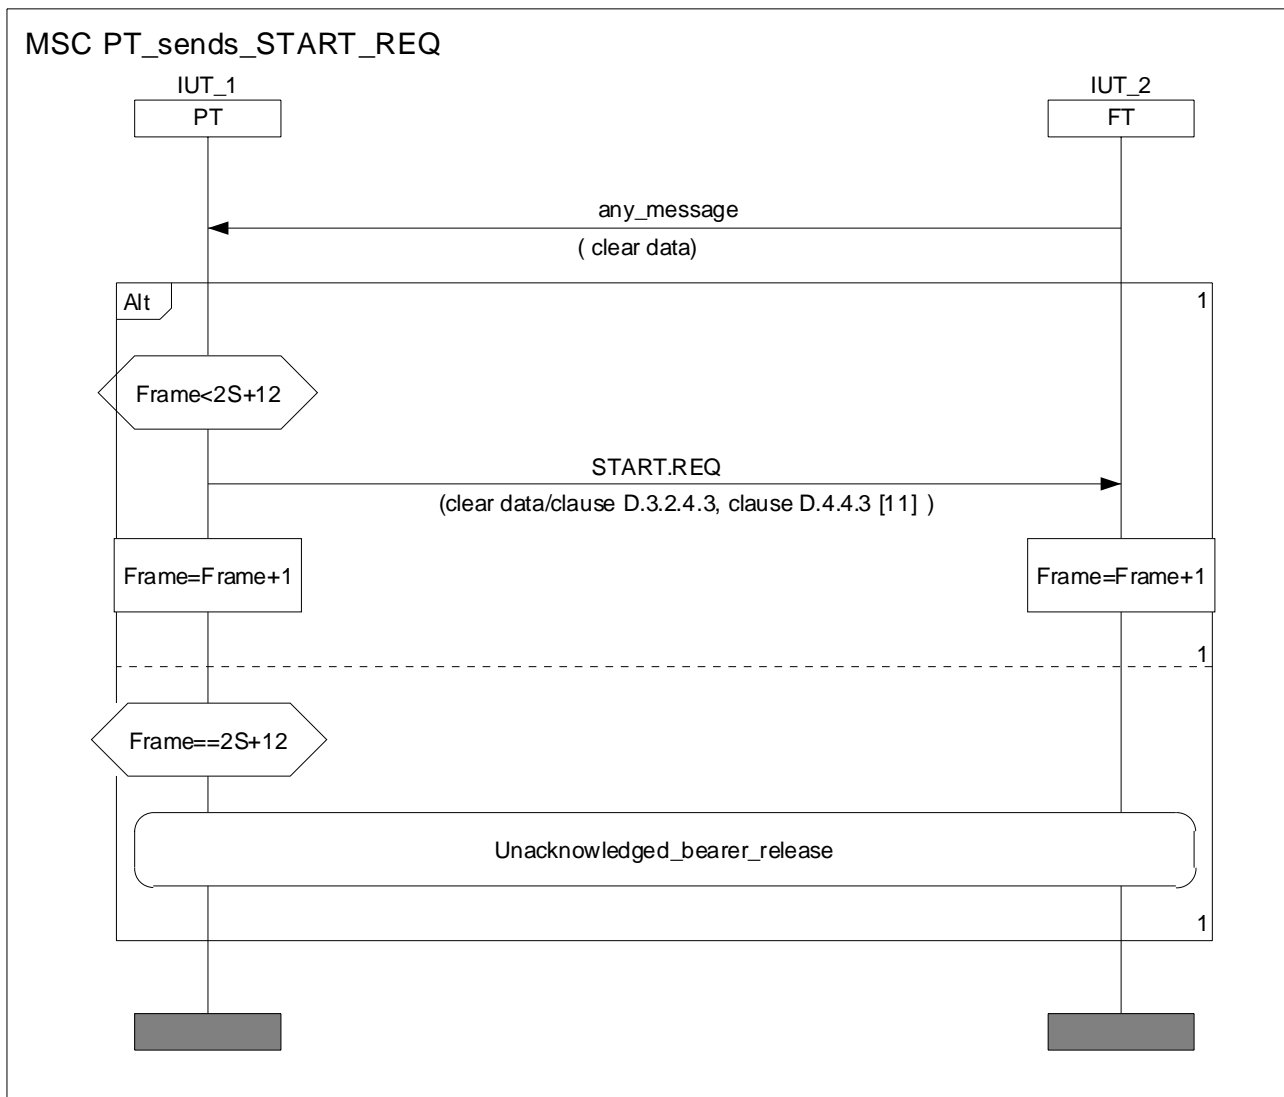 MSC PT_sends_START_REQ
IUT_1
IUT_2
PT
FT
any_message
( clear data)
Alt
1
Frame<2S+12
START.REQ
(clear data/clause D.3.2.4.3, clause D.4.4.3 [11] )
Frame=Frame+1
Frame=Frame+1
1
Frame==2S+12
Unacknowledged_bearer_release
1